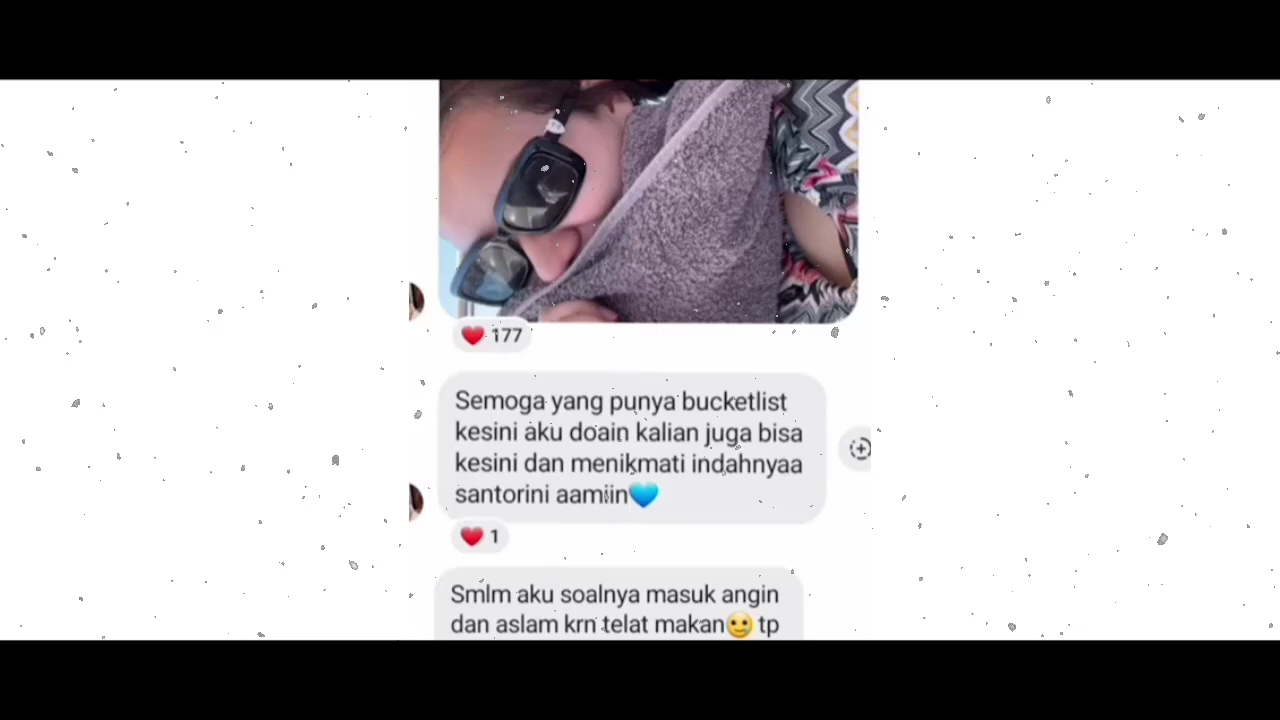 177
Semoga yang punya bucketlist
kesini aku doain kalian juga bisa
kesini dan menikmati indahnyaa
santorini aamiin💙
1
Smlm aku soalnya masuk angin
dan aslam krn telat makan🥲 tp